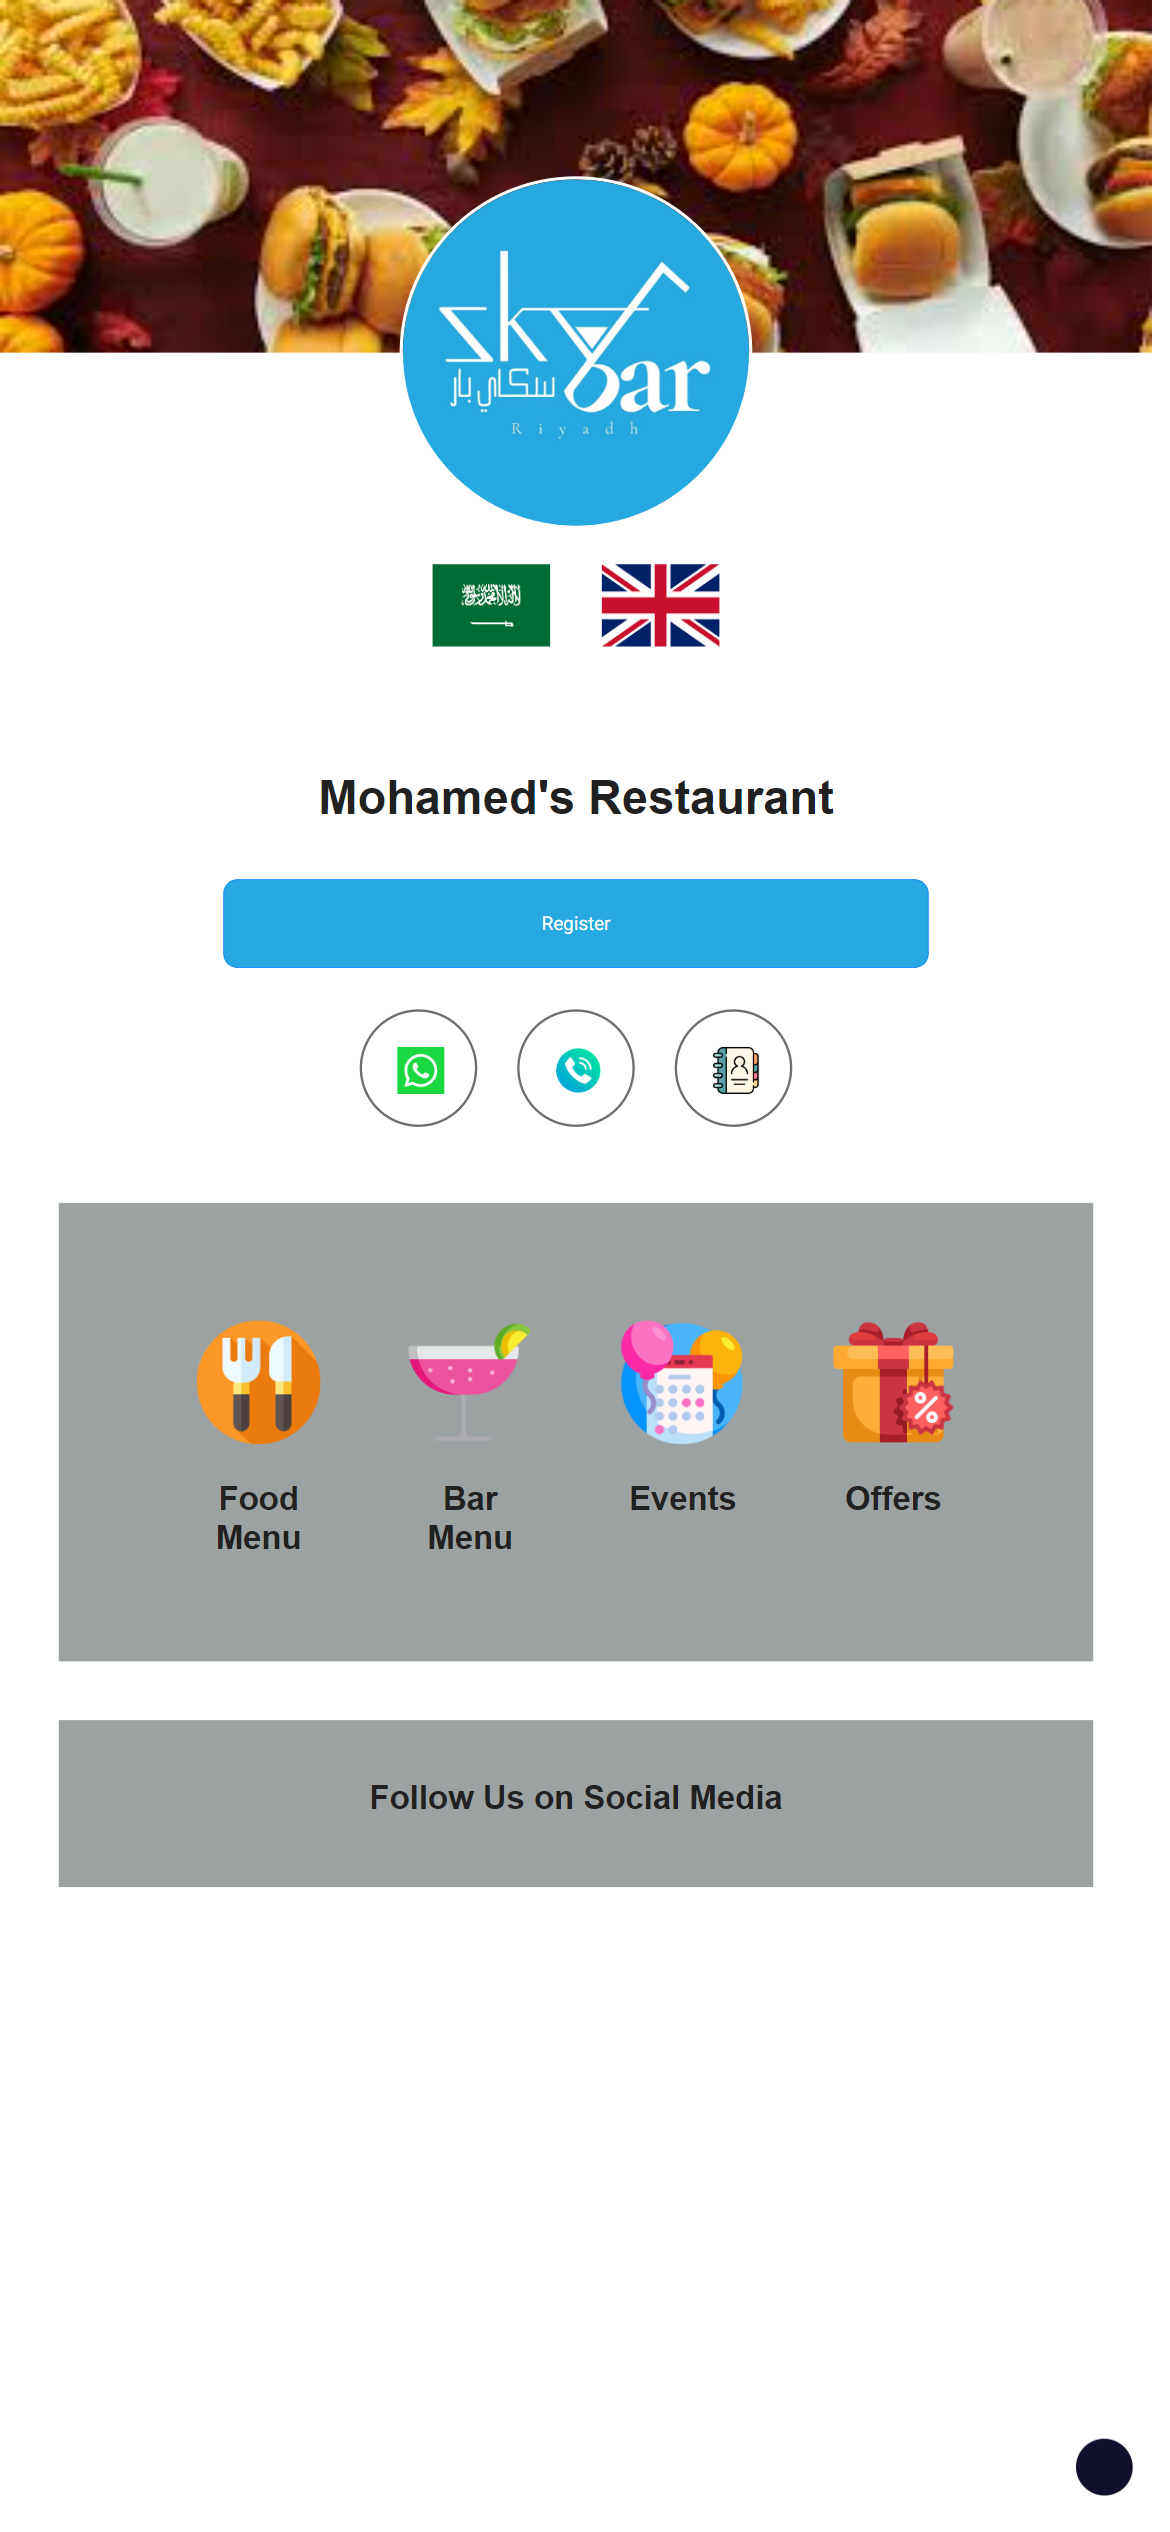 sky
bar
سكاي بار
Riyadh
Mohamed's Restaurant
Register
Food
Menu
Bar
Menu
Events
Offers
Follow Us on Social Media